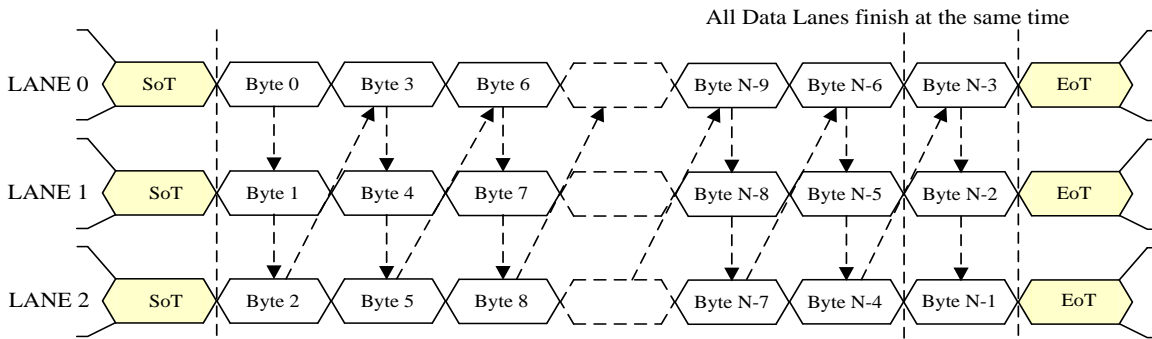 All Data Lanes finish at the same time
LANE 0 SoT Byte 0 Byte 3 Byte 6 Byte N-9 Byte N-6 Byte N-3 EoT
LANE 1 SoT Byte 1 Byte 4 Byte 7 Byte N-8 Byte N-5 Byte N-2 EoT
LANE 2 SoT Byte 2 Byte 5 Byte 8 Byte N-7 Byte N-4 Byte N-1 EoT